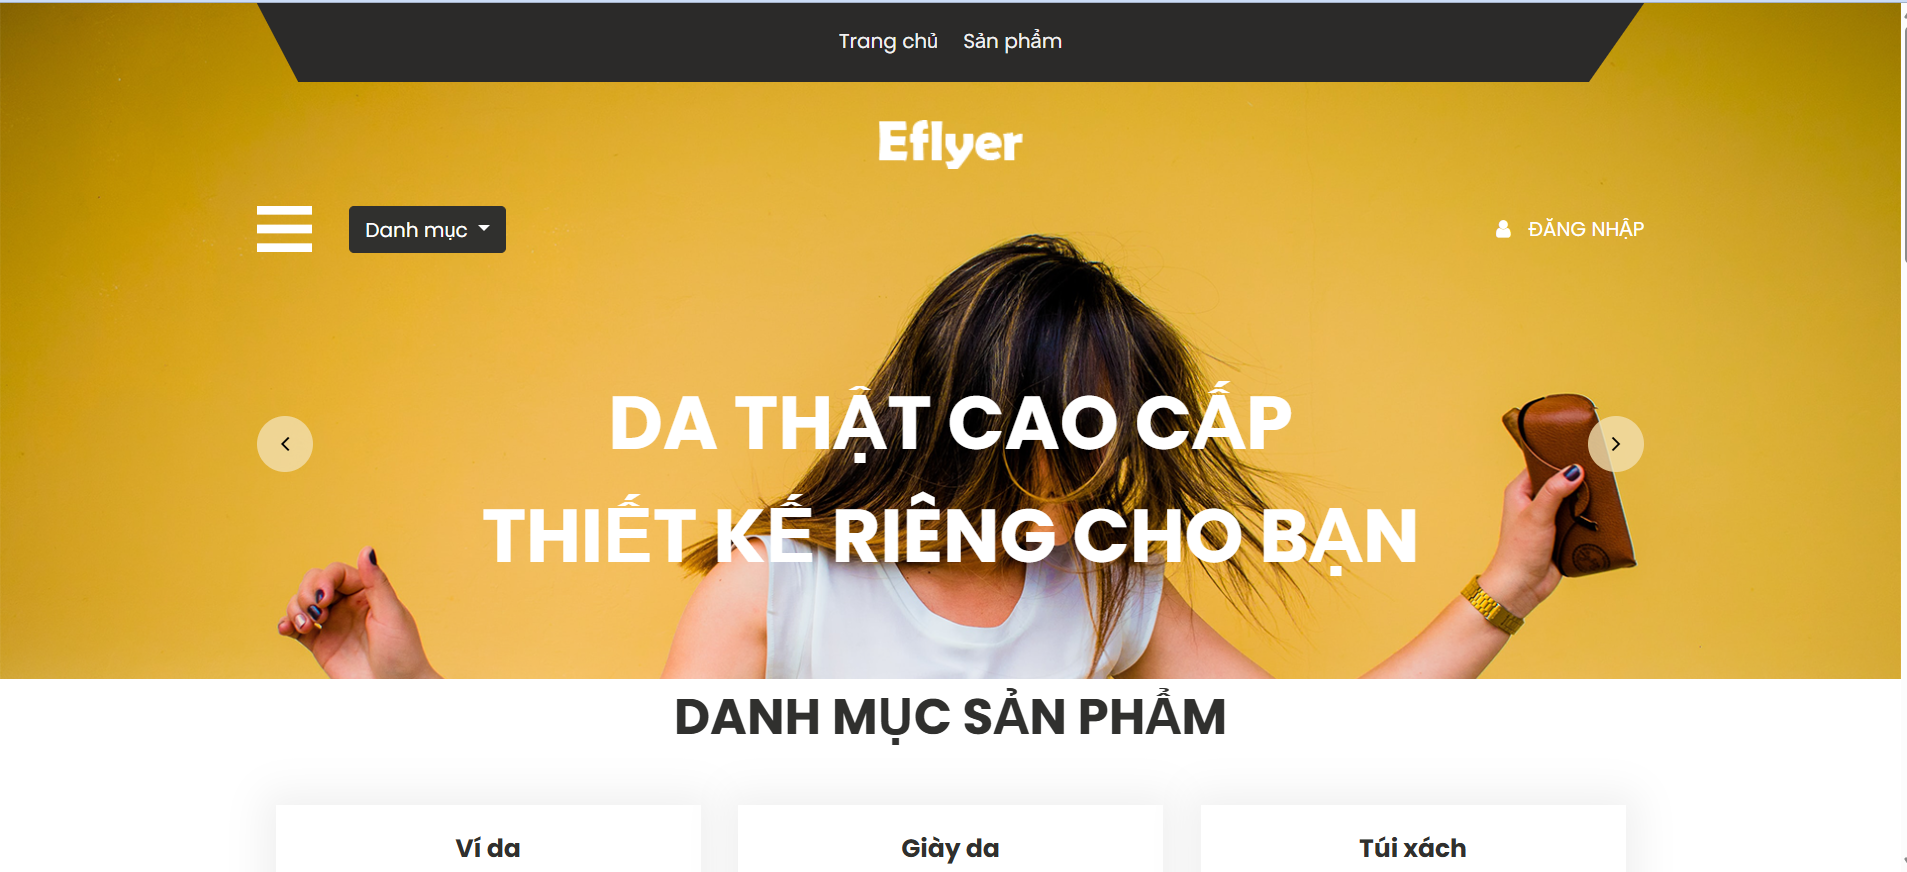 Trang chủ Sản phẩm
Eflyer
Danh mục ĐĂNG NHẬP
DA THẬT CAO CẤP
THIẾT KẾ RIÊNG CHO BẠN
DANH MỤC SẢN PHẨM
Ví da Giày da Túi xách